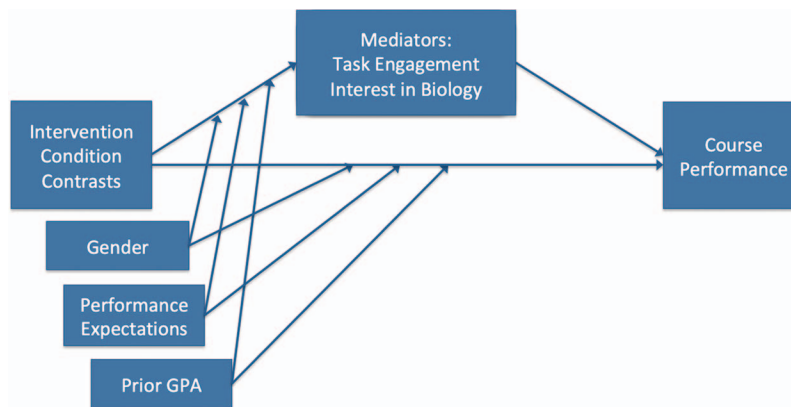 Mediators:
Task Engagement
Interest in Biology
Intervention
Condition
Contrasts
Course
Performance
Gender
Performance
Expectations
Prior GPA